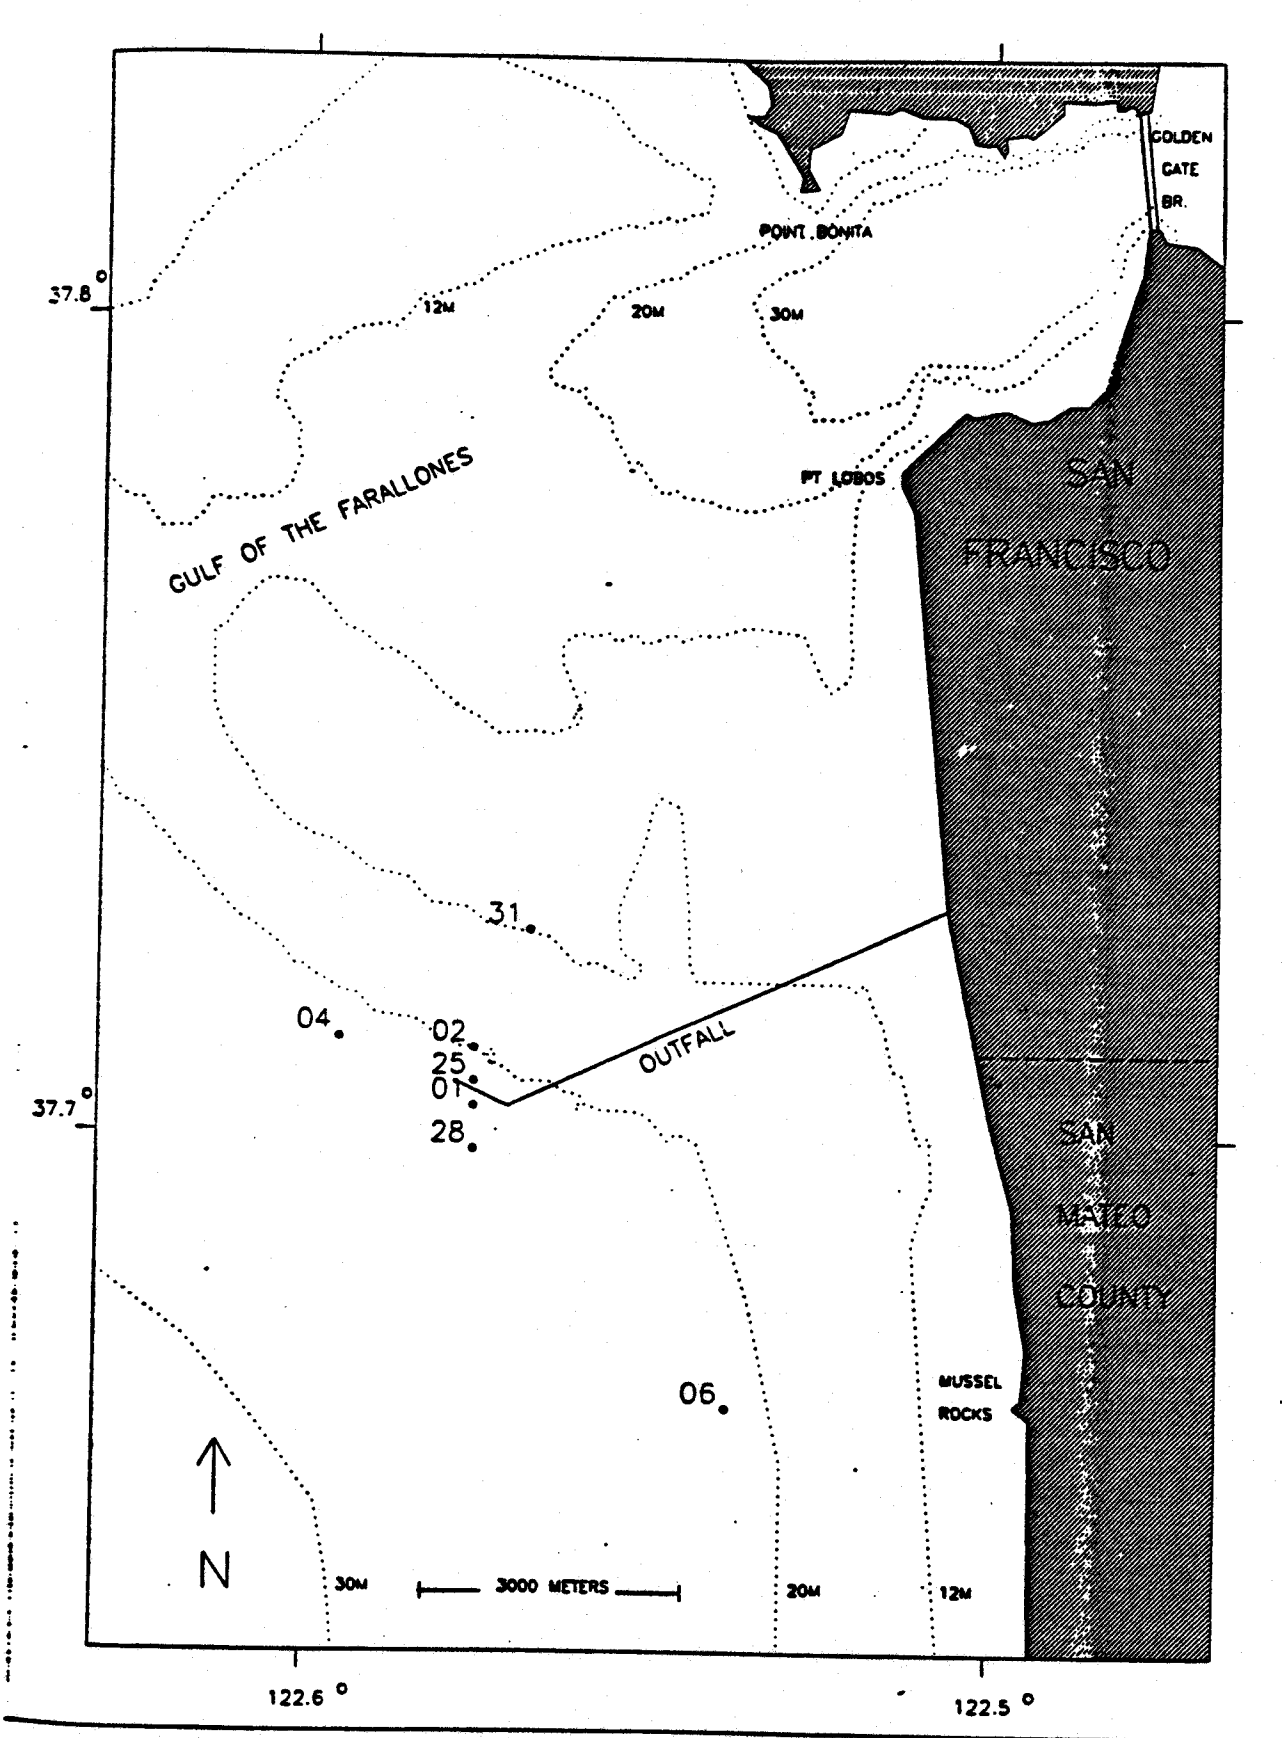 GOLDEN
GATE
BR.
POINT BONITA
37.8°
12M
20M
30M
GULF OF THE FARALLONES
PT LOBOS
SAN
FRANCISCO
31
04
02
25
01
28
OUTFALL
37.7°
SAN
MATEO
COUNTY
06
MUSSEL
ROCKS
N
30M
3000 METERS
20M
12M
122.6°
122.5°